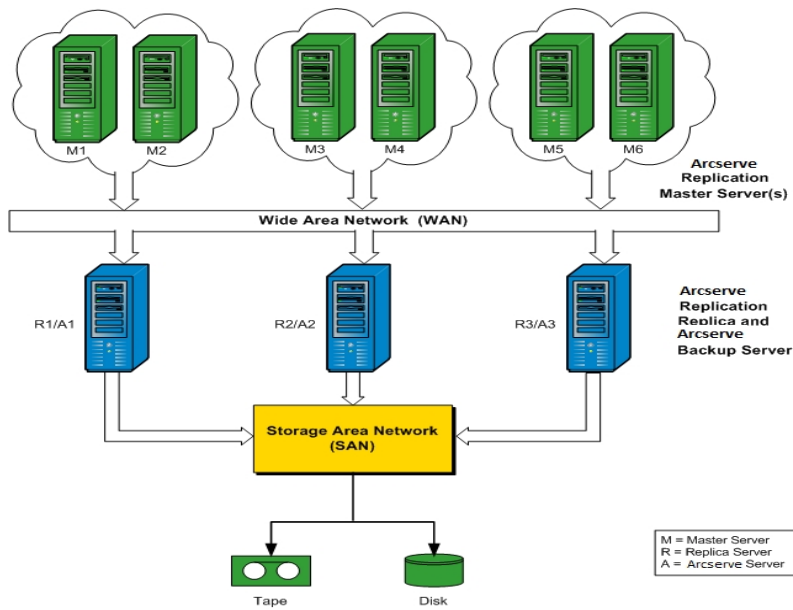 M1
M2
M3
M4
M5
M6
Arcserve
Replication
Master Server(s)
Wide Area Network (WAN)
R1/A1
R2/A2
R3/A3
Arcserve
Replication
Replica and
Arcserve
Backup Server
Storage Area Network
(SAN)
Tape
Disk
M = Master Server
R = Replica Server
A = Arcserve Server